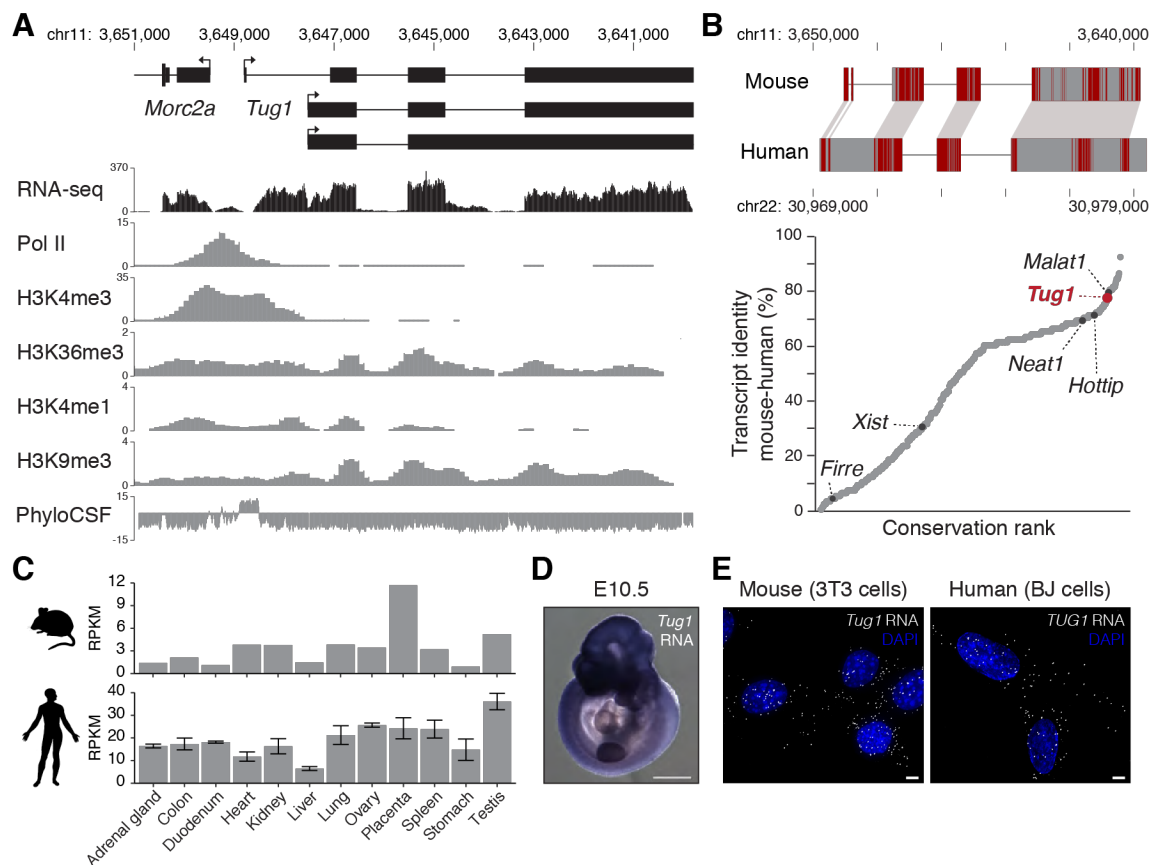 A
chr11: 3,651,000 3,649,000 3,647,000 3,645,000 3,643,000 3,641,000
Morc2a Tug1
RNA-seq 370 0
Pol II 15 0
H3K4me3 35 0
H3K36me3 2 0
H3K4me1 4 0
H3K9me3 4 0
PhyloCSF 15 -15
B
chr11: 3,650,000 3,640,000
Mouse
Human
chr22: 30,969,000 30,979,000
Transcript identity
mouse-human (%)
100
80
60
40
20
0
Malat1
Tug1
Neat1
Hottip
Xist
Firre
Conservation rank
C
RPKM
12
9
6
3
0
RPKM
40
30
20
10
0
Adrenal gland
Colon
Duodenum
Heart
Kidney
Liver
Lung
Ovary
Placenta
Spleen
Stomach
Testis
D
E10.5
Tug1
RNA
E
Mouse (3T3 cells)
Tug1 RNA
DAPI
Human (BJ cells)
TUG1 RNA
DAPI